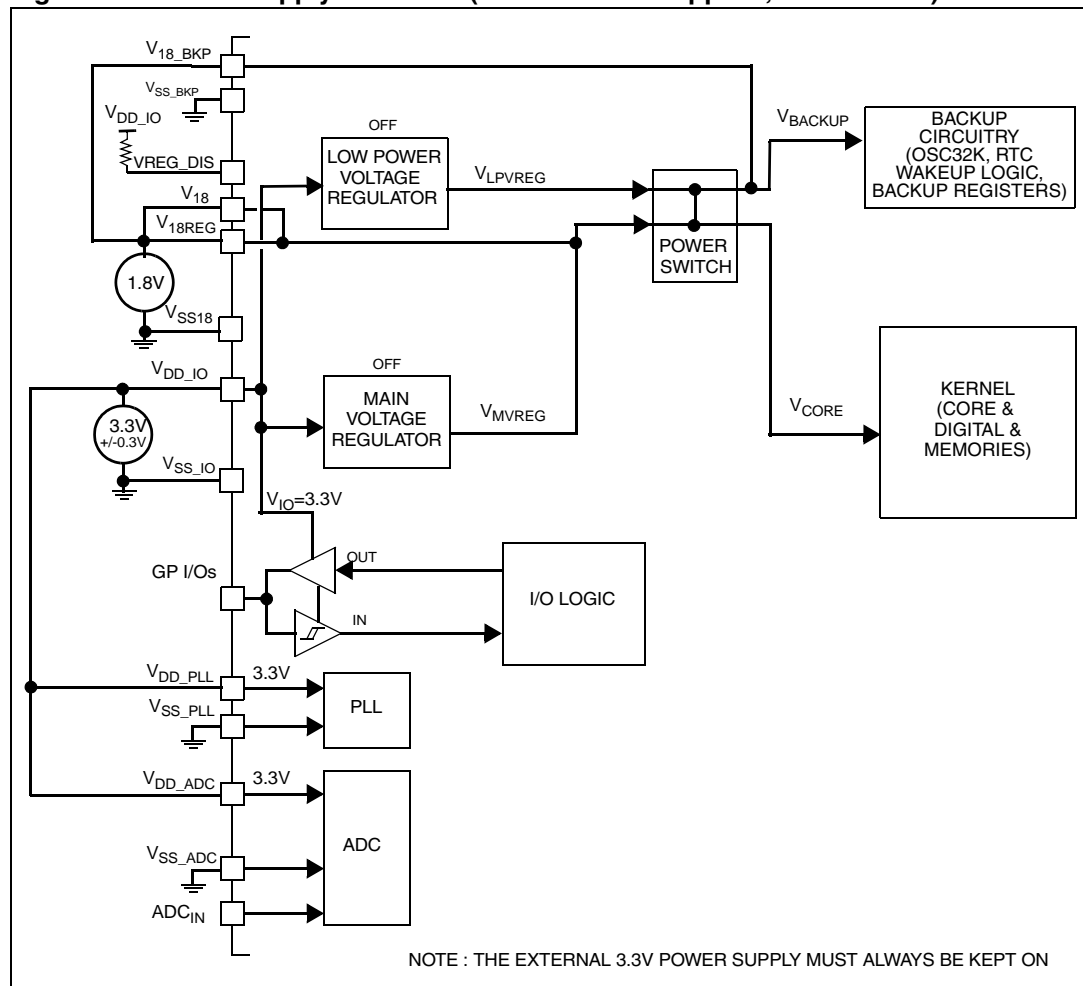 V18_BKP
VSS_BKP
VDD_IO
VREG_DIS
V18
V18REG
1.8V
VSS18
VDD_IO
3.3V
+/-0.3V
VSS_IO
GP I/Os
VDD_PLL
3.3V
VSS_PLL
VDD_ADC
3.3V
VSS_ADC
ADCIN
OFF
LOW POWER
VOLTAGE
REGULATOR
VLPVREG
OFF
MAIN
VOLTAGE
REGULATOR
VMVREG
VIO=3.3V
OUT
IN
I/O LOGIC
PLL
ADC
POWER
SWITCH
VBACKUP
BACKUP
CIRCUITRY
(OSC32K, RTC
WAKEUP LOGIC,
BACKUP REGISTERS)
VCORE
KERNEL
(CORE &
DIGITAL &
MEMORIES)
NOTE : THE EXTERNAL 3.3V POWER SUPPLY MUST ALWAYS BE KEPT ON